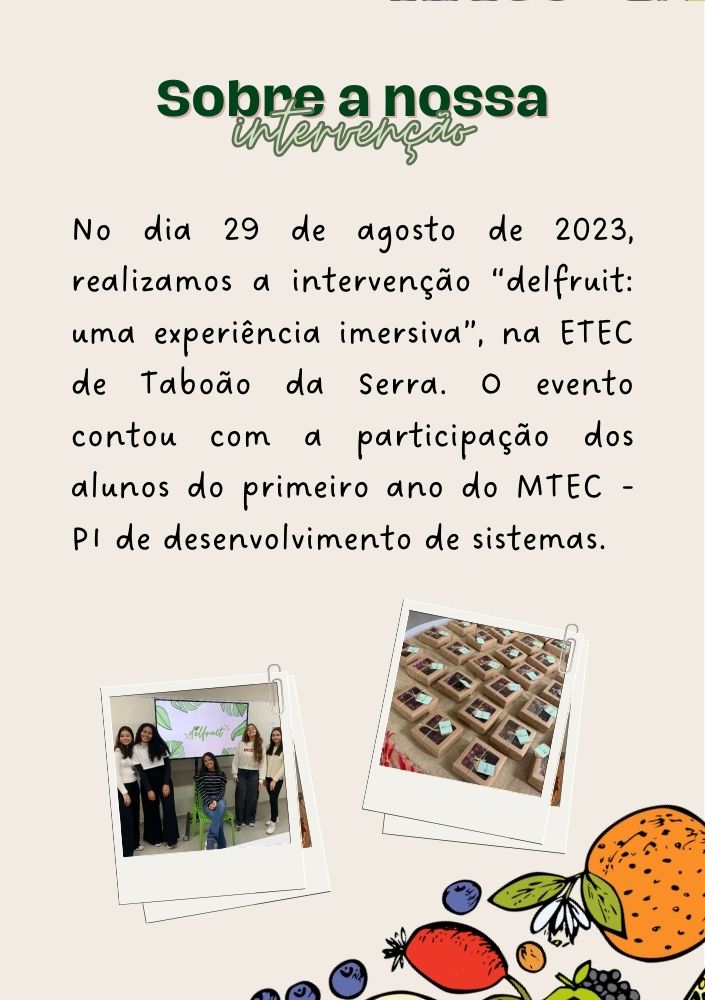 Sobre a nossa
intervenção
No dia 29 de agosto de 2023,
realizamos a intervenção “delfruit:
uma experiência imersiva”, na ETEC
de Taboão da Serra. O evento
contou com a participação dos
alunos do primeiro ano do MTEC -
PI de desenvolvimento de sistemas.
delfruit